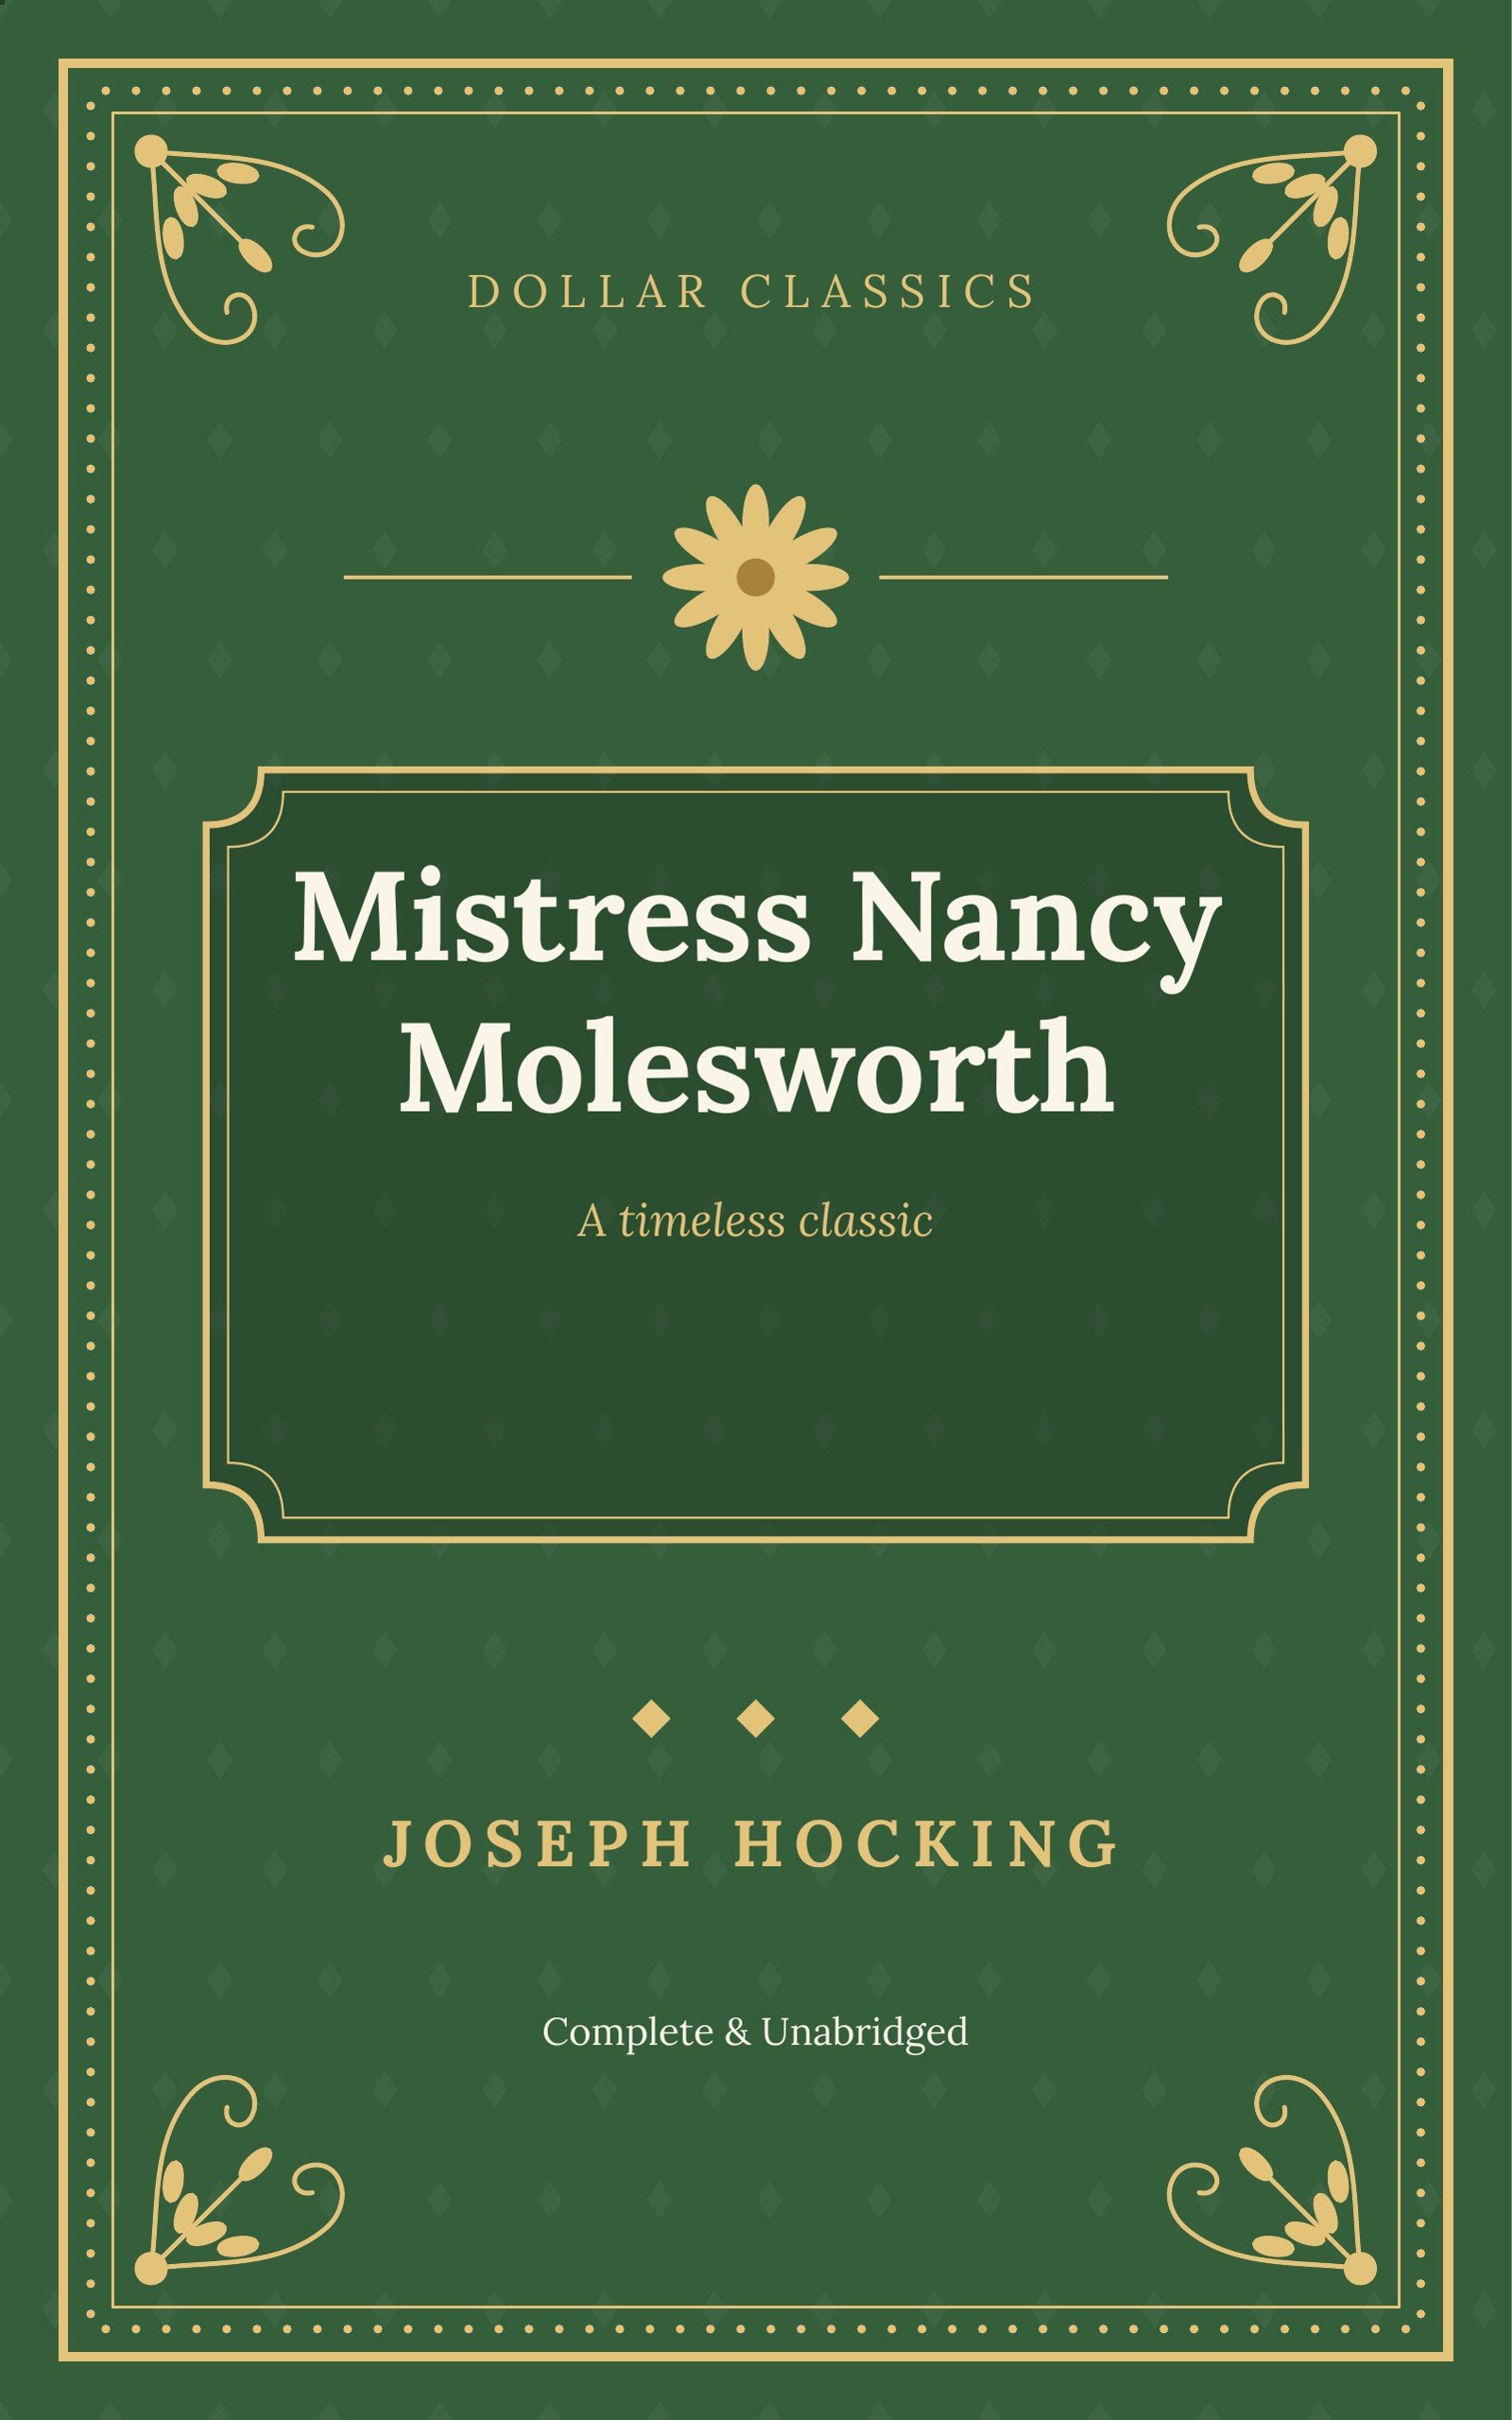 DOLLAR CLASSICS
Mistress Nancy
Molesworth
A timeless classic
JOSEPH HOCKING
Complete & Unabridged